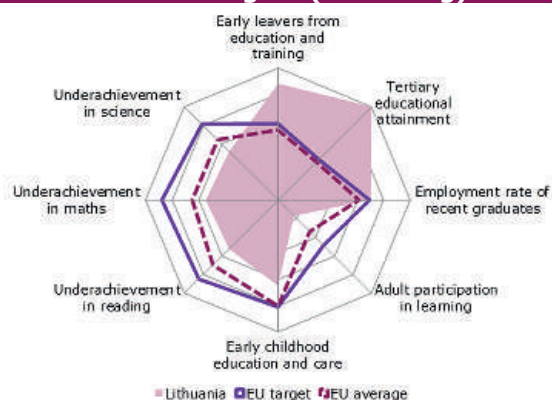 Early leavers from
education and
training
Tertiary
educational
attainment
Employment rate of
recent graduates
Adult participation
in learning
Early childhood
education and care
Underachievement
in reading
Underachievement
in maths
Underachievement
in science
Lithuania EU target EU average